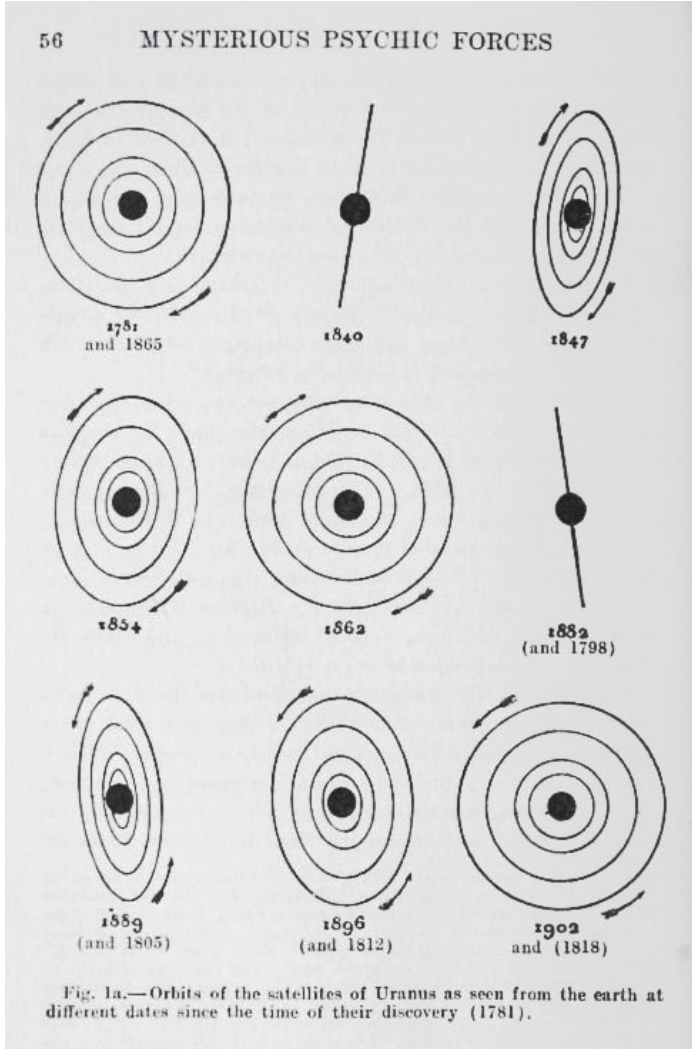 56 MYSTERIOUS PSYCHIC FORCES
1781
and 1865
1840
1847
1854
1862
1882
(and 1798)
1889
(and 1805)
1896
(and 1812)
1902
and (1818)
Fig. 1a.—Orbits of the satellites of Uranus as seen from the earth at
different dates since the time of their discovery (1781).